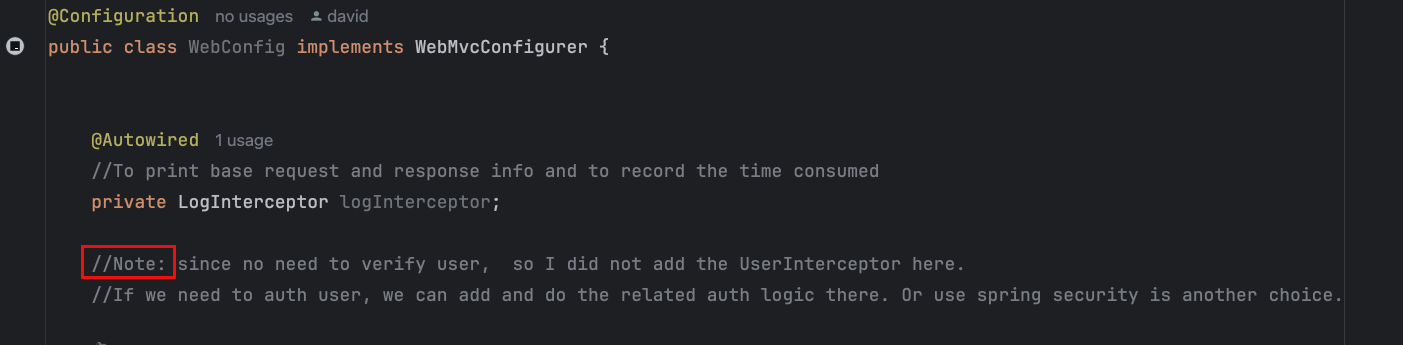 @Configuration no usages david
public class WebConfig implements WebMvcConfigurer {
@Autowired 1 usage
//To print base request and response info and to record the time consumed
private LogInterceptor logInterceptor;
//Note: since no need to verify user,  so I did not add the UserInterceptor here.
//If we need to auth user, we can add and do the related auth logic there. Or use spring security is another choice.